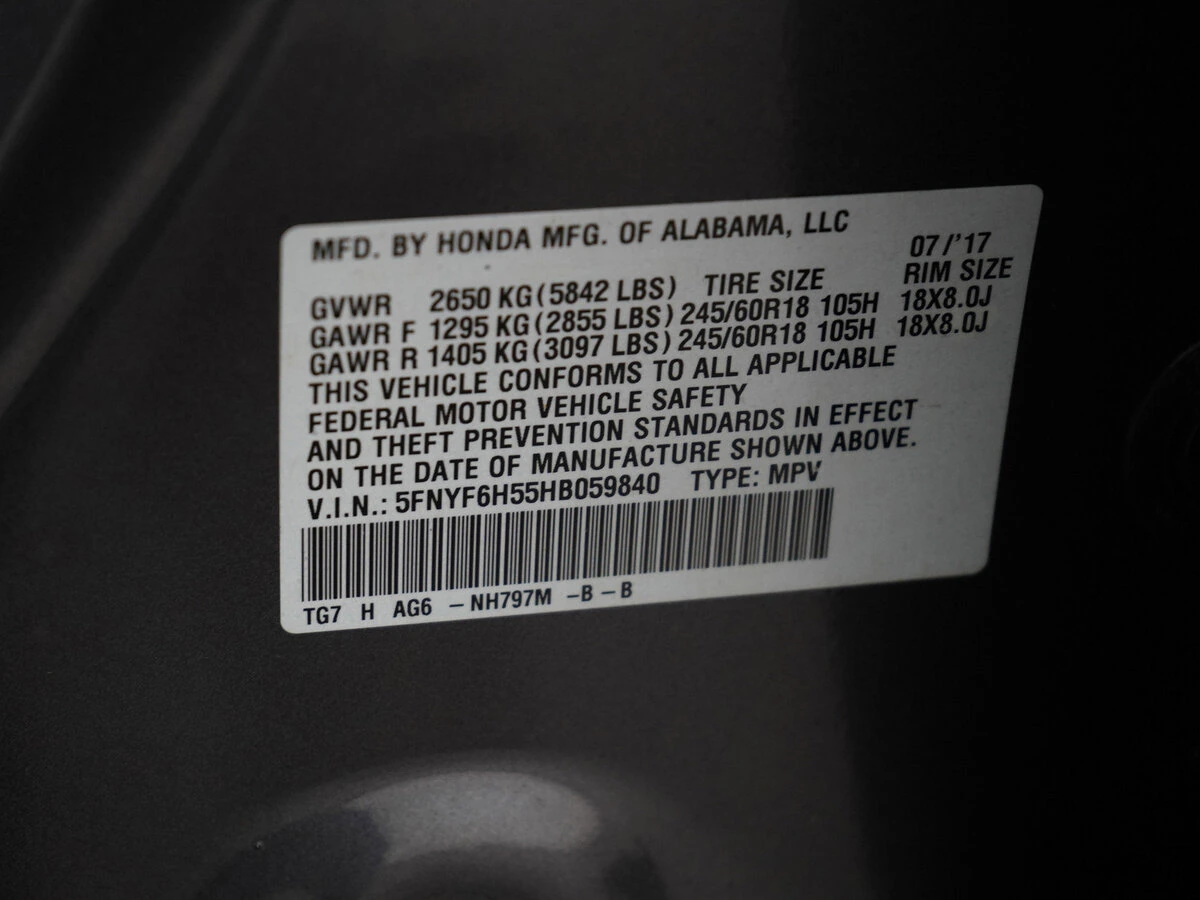 MFD. BY HONDA MFG. OF ALABAMA, LLC
07/'17
GVWR 2650 KG(5842 LBS) TIRE SIZE RIM SIZE
GAWR F 1295 KG(2855 LBS) 245/60R18 105H 18X8.0J
GAWR R 1405 KG(3097 LBS) 245/60R18 105H 18X8.0J
THIS VEHICLE CONFORMS TO ALL APPLICABLE
FEDERAL MOTOR VEHICLE SAFETY
AND THEFT PREVENTION STANDARDS IN EFFECT
ON THE DATE OF MANUFACTURE SHOWN ABOVE.
V.I.N.: 5FNYF6H55HB059840 TYPE: MPV
TG7 H AG6 -NH797M -B-B